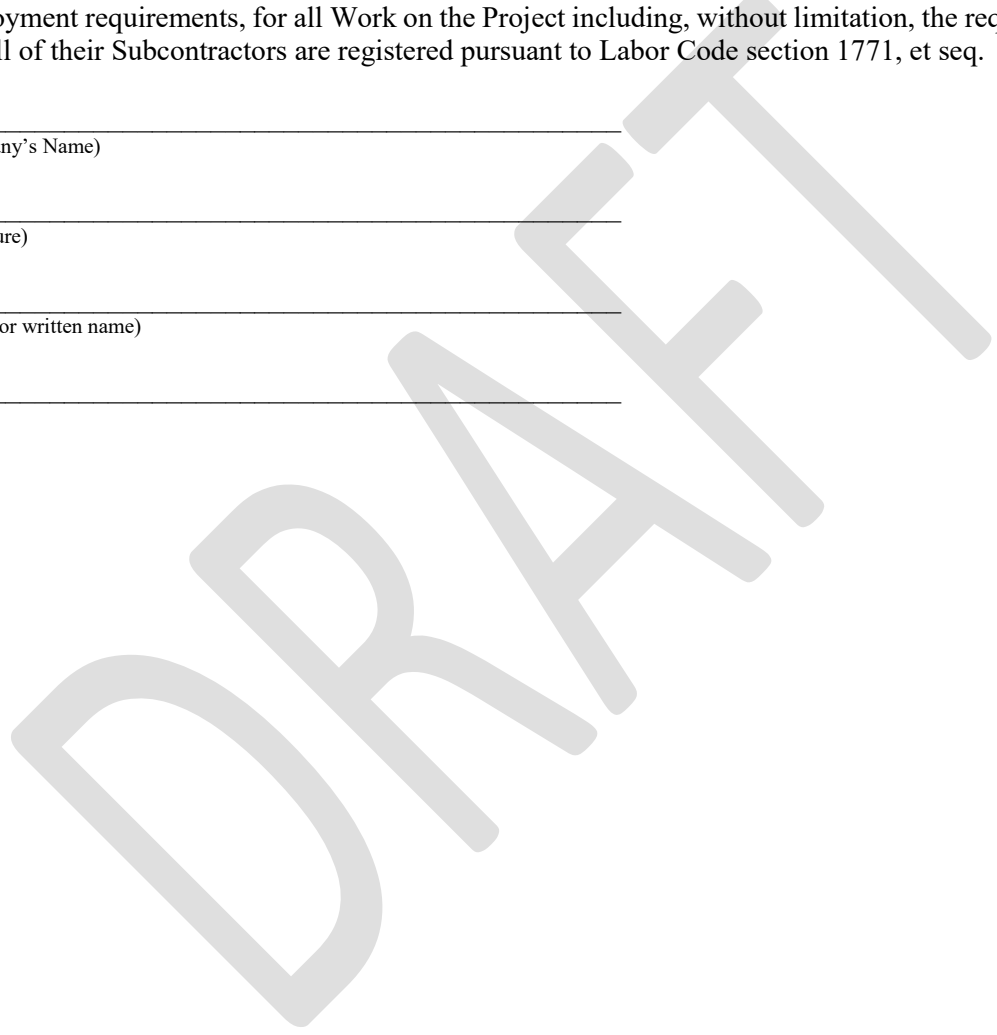 oyment requirements, for all Work on the Project including, without limitation, the req
ll of their Subcontractors are registered pursuant to Labor Code section 1771, et seq.
any's Name)
ure)
or written name)
DRAFT